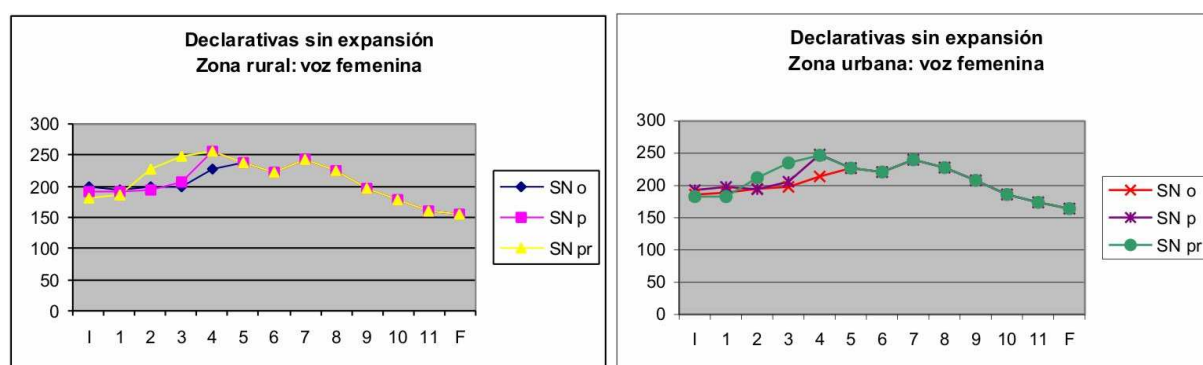 Declarativas sin expansión
Zona rural: voz femenina
300
250
200
150
100
50
0
I 1 2 3 4 5 6 7 8 9 10 11 F
SN o
SN p
SN pr
Declarativas sin expansión
Zona urbana: voz femenina
300
250
200
150
100
50
0
I 1 2 3 4 5 6 7 8 9 10 11 F
SN o
SN p
SN pr